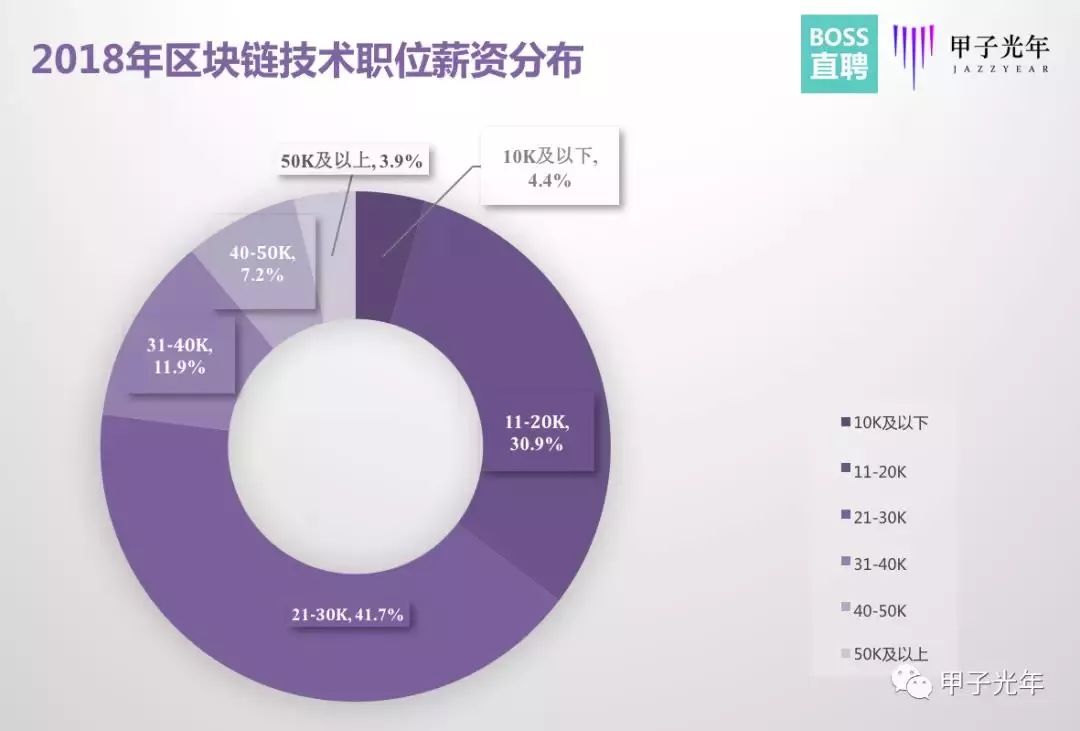 2018年区块链技术职位薪资分布
BOSS
直聘
甲子光年
JAZZYEAR
50K及以上, 3.9%
10K及以下,
4.4%
40-50K,
7.2%
31-40K,
11.9%
11-20K,
30.9%
21-30K, 41.7%
10K及以下
11-20K
21-30K
31-40K
40-50K
50K及以上
甲子光年